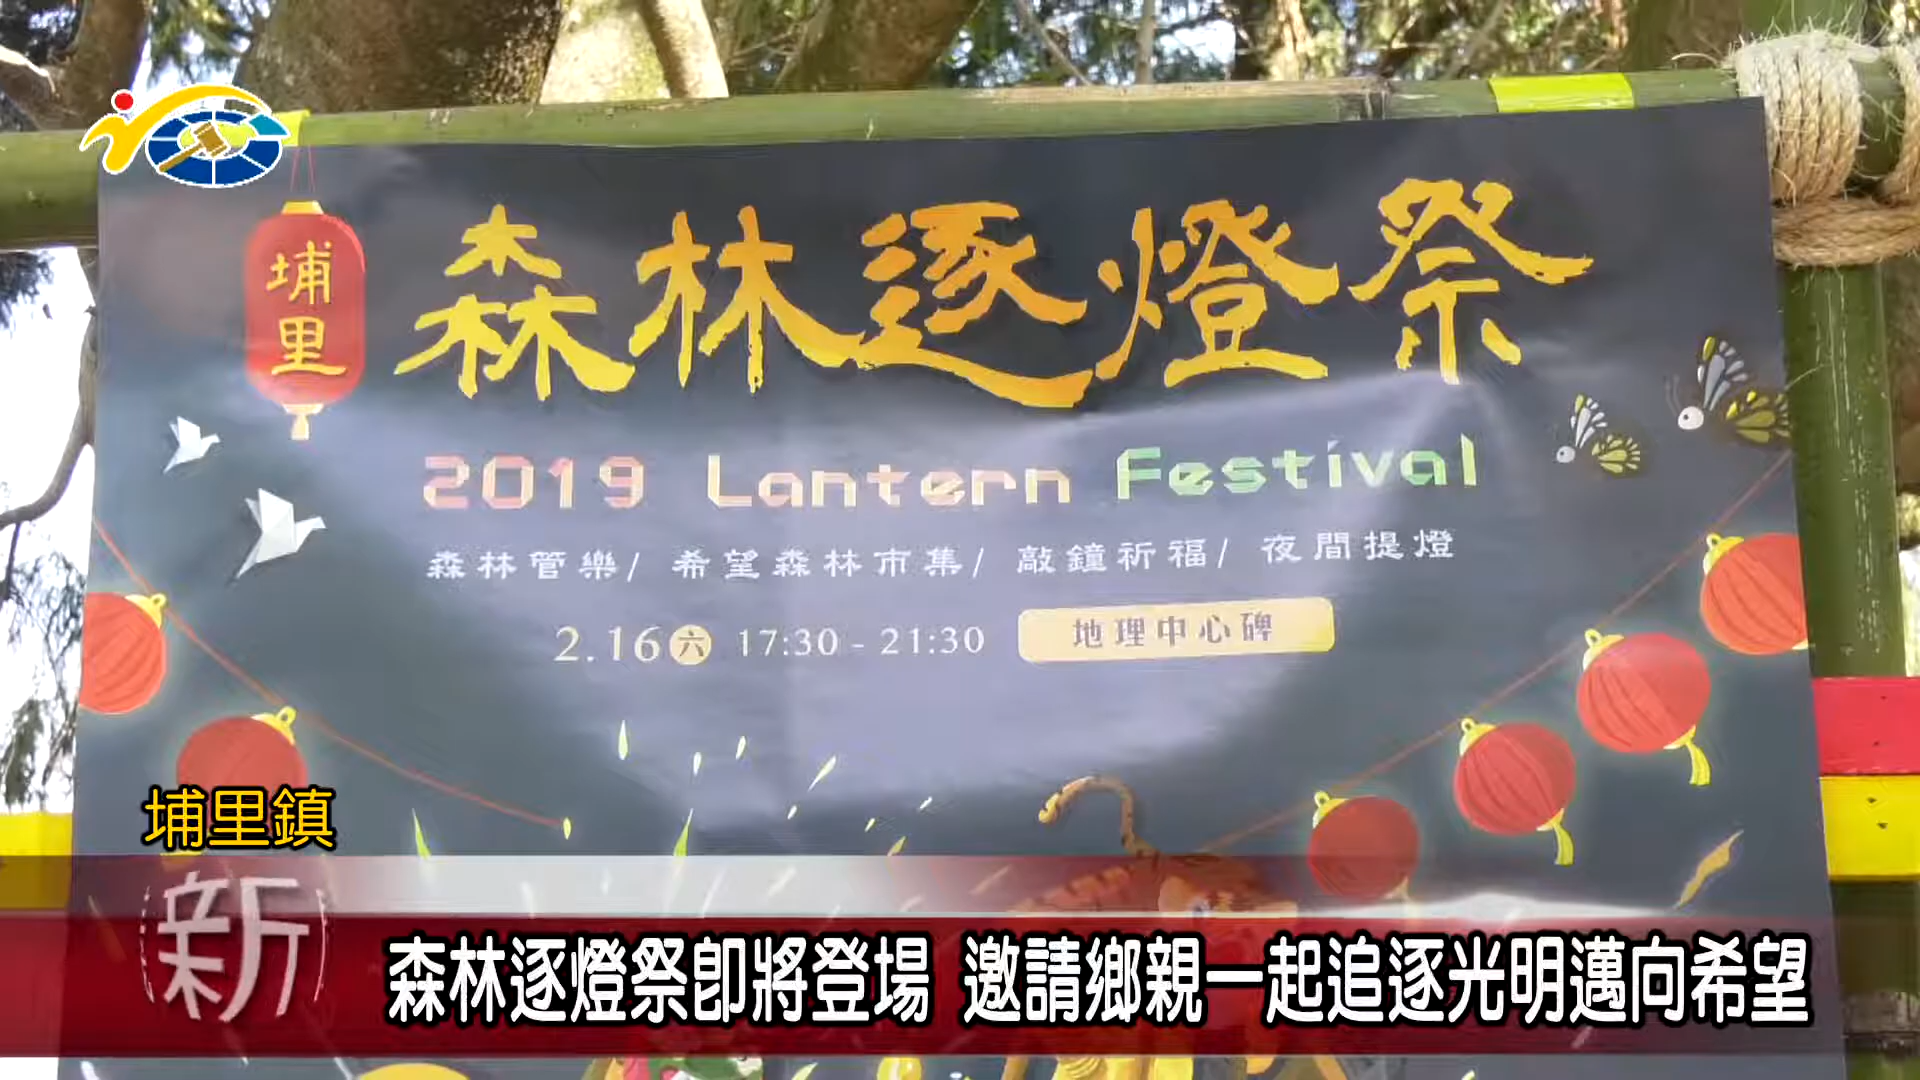 埔里
森林逐燈祭
2019 Lantern Festival
森林管樂/ 希望森林市集/ 敲鐘祈福/ 夜間提燈
2.16 六 17:30 - 21:30 地理中心碑
埔里鎮
新
森林逐燈祭即將登場 邀請鄉親一起追逐光明邁向希望